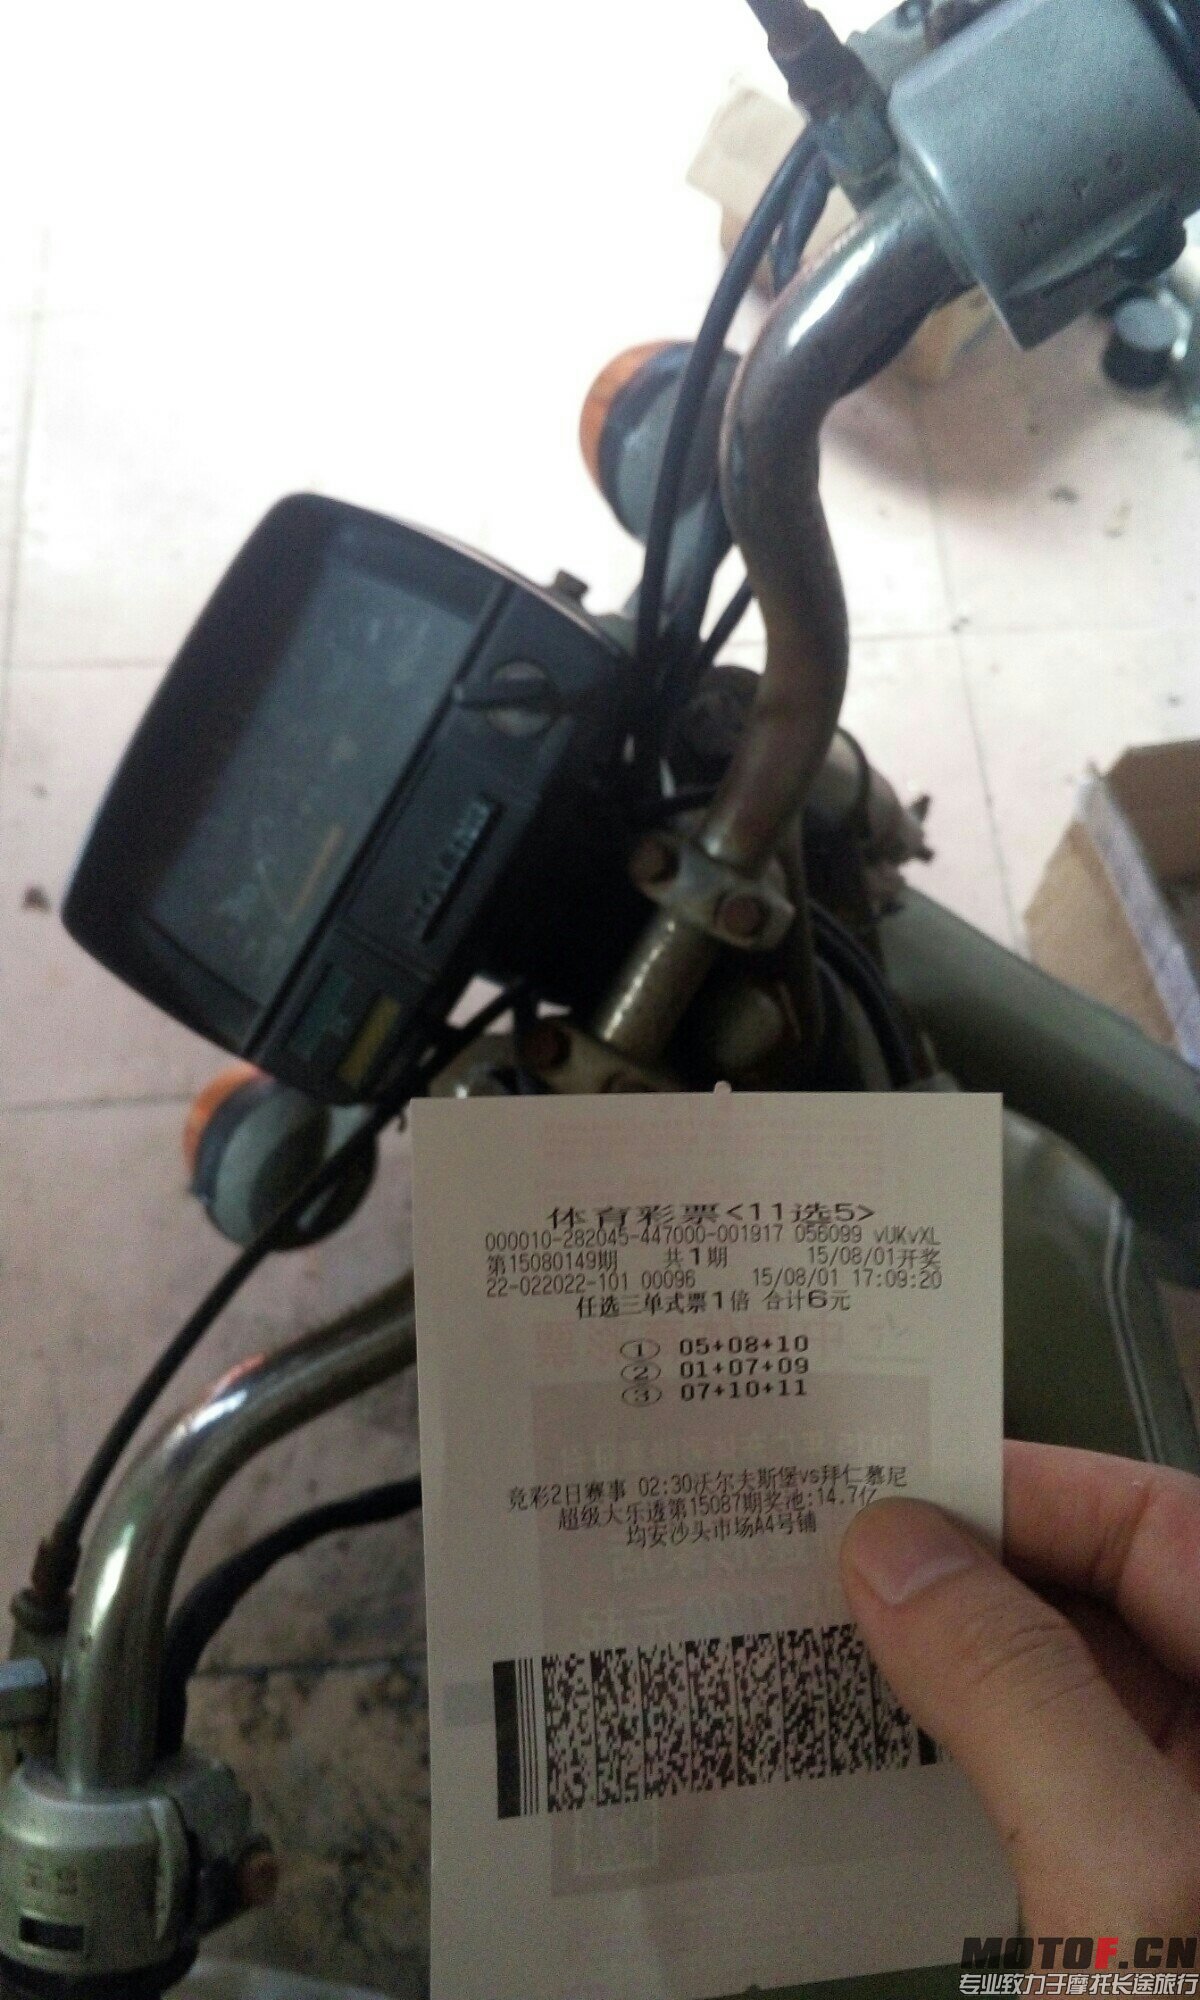 体育彩票<11选5>
000010-282045-447000-001917 056099 vUKvXL
第15080149期 共1期 15/08/01开奖
22-022022-101 00096 15/08/01 17:09:20
任选三单式票1倍 合计6元
① 05+08+10
② 01+07+09
③ 07+10+11
竞彩2日赛事 02:30沃尔夫斯堡vs拜仁慕尼
超级大乐透第15087期奖池:14.7亿
均安沙头市场A4号铺
MOTOF.CN
专业致力于摩托长途旅行